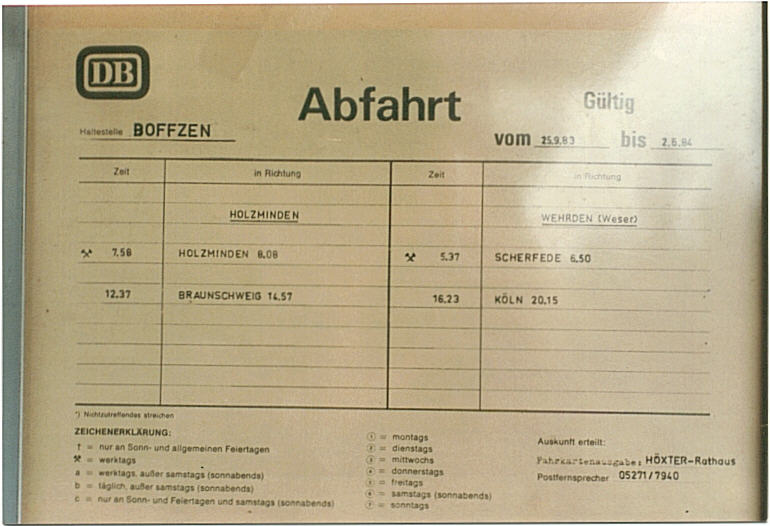 DB
Abfahrt
Gültig
Haltestelle BOFFZEN
vom 25.9.83 bis 2.6.84
Zeit in Richtung Zeit in Richtung
HOLZMINDEN WEHRDEN (Weser)
⚒ 7.58 HOLZMINDEN 8.08 ⚒ 5.37 SCHERFEDE 6.50
12.37 BRAUNSCHWEIG 14.57 16.23 KÖLN 20.15
*) Nichtzutreffendes streichen
ZEICHENERKLÄRUNG:
† = nur an Sonn- und allgemeinen Feiertagen
⚒ = werktags
a = werktags, außer samstags (sonnabends)
b = täglich, außer samstags (sonnabends)
c = nur an Sonn- und Feiertagen und samstags (sonnabends)
① = montags
② = dienstags
③ = mittwochs
④ = donnerstags
⑤ = freitags
⑥ = samstags (sonnabends)
⑦ = sonntags
Auskunft erteilt:
Fahrkartenausgabe: HÖXTER-Rathaus
Postfernsprecher 05271/7940